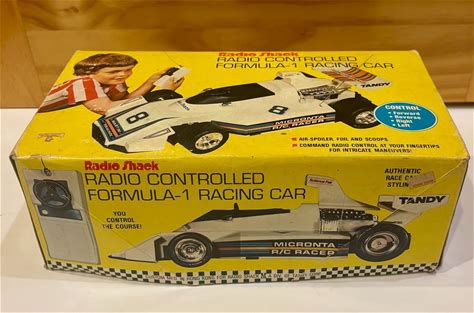 Radio Shack
RADIO CONTROLLED
FORMULA-1 RACING CAR
TANDY
CONTROL
• Forward
• Reverse
• Right
• Left
8
8
MICRONTA
R/C RACER
• AIR-SPOILER, FOIL AND SCOOPS
• COMMAND RADIO CONTROL AT YOUR FINGERTIPS
FOR INTRICATE MANEUVERS!
Radio Shack
RADIO CONTROLLED
FORMULA-1 RACING CAR
AUTHENTIC
RACE CAR
STYLING
TANDY
YOU
CONTROL
THE COURSE!
MICRONTA
R/C RACER